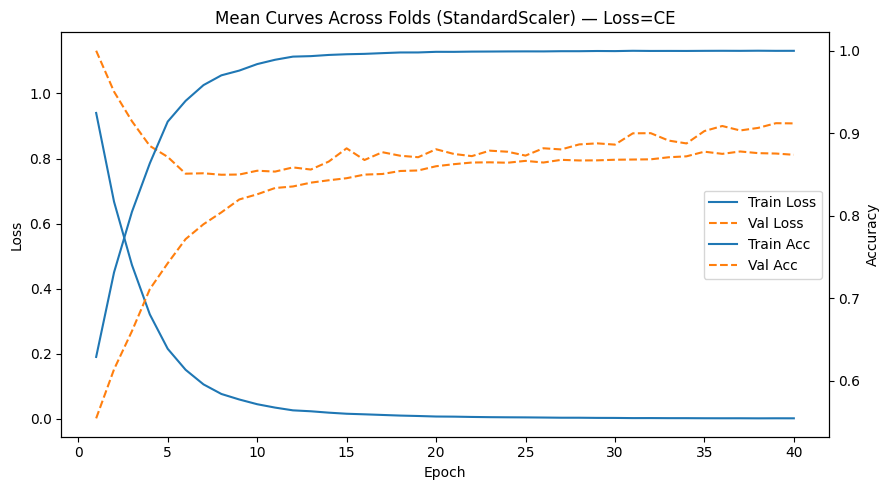 Mean Curves Across Folds (StandardScaler) — Loss=CE
Loss
1.0
0.8
0.6
0.4
0.2
0.0
1.0
0.9
0.8
0.7
0.6
Accuracy
Train Loss
Val Loss
Train Acc
Val Acc
0 5 10 15 20 25 30 35 40
Epoch